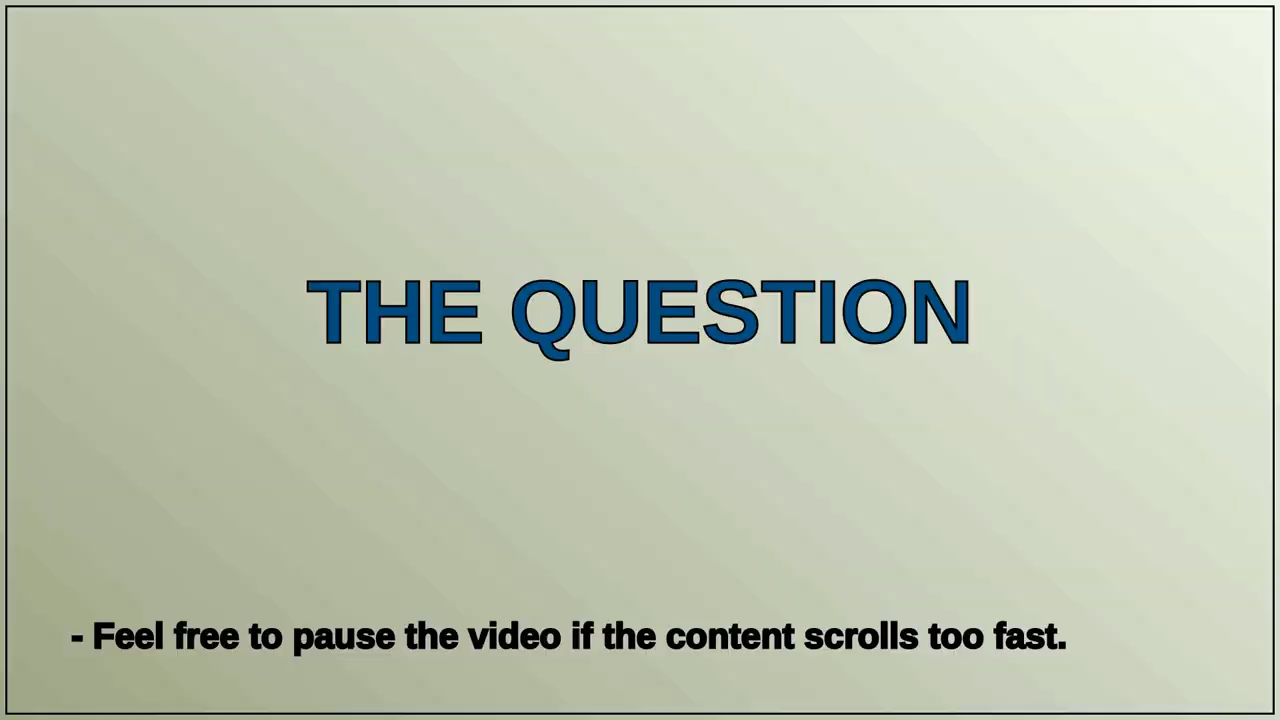 THE QUESTION
- Feel free to pause the video if the content scrolls too fast.